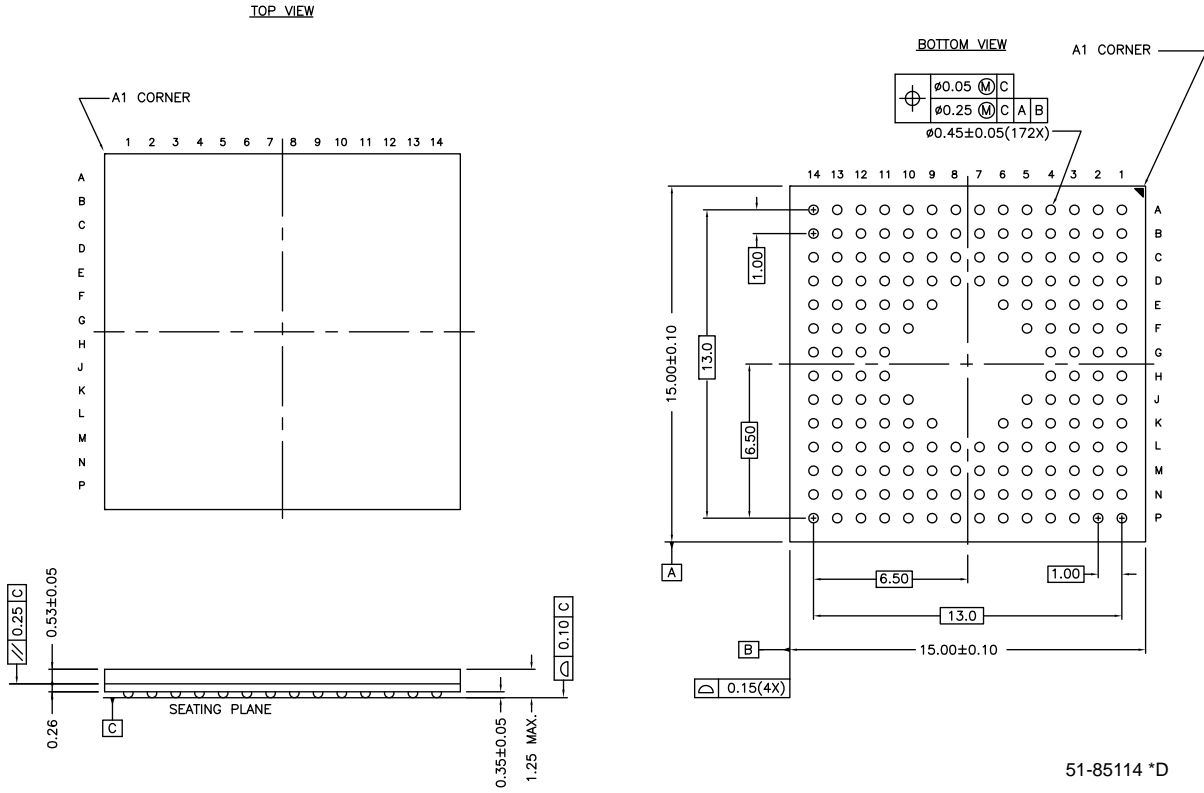 TOP VIEW
A1 CORNER
1 2 3 4 5 6 7 8 9 10 11 12 13 14
A
B
C
D
E
F
G
H
J
K
L
M
N
P
BOTTOM VIEW
A1 CORNER
ø0.05 Ⓜ C
ø0.25 Ⓜ C A B
ø0.45±0.05(172X)
14 13 12 11 10 9 8 7 6 5 4 3 2 1
A
B
C
D
E
F
G
H
J
K
L
M
N
P
1.00
15.00±0.10
13.0
6.50
A
6.50
1.00
13.0
B
15.00±0.10
0.15(4X)
// 0.25 C
0.53±0.05
0.10 C
SEATING PLANE
C
0.26
0.35±0.05
1.25 MAX.
51-85114 *D